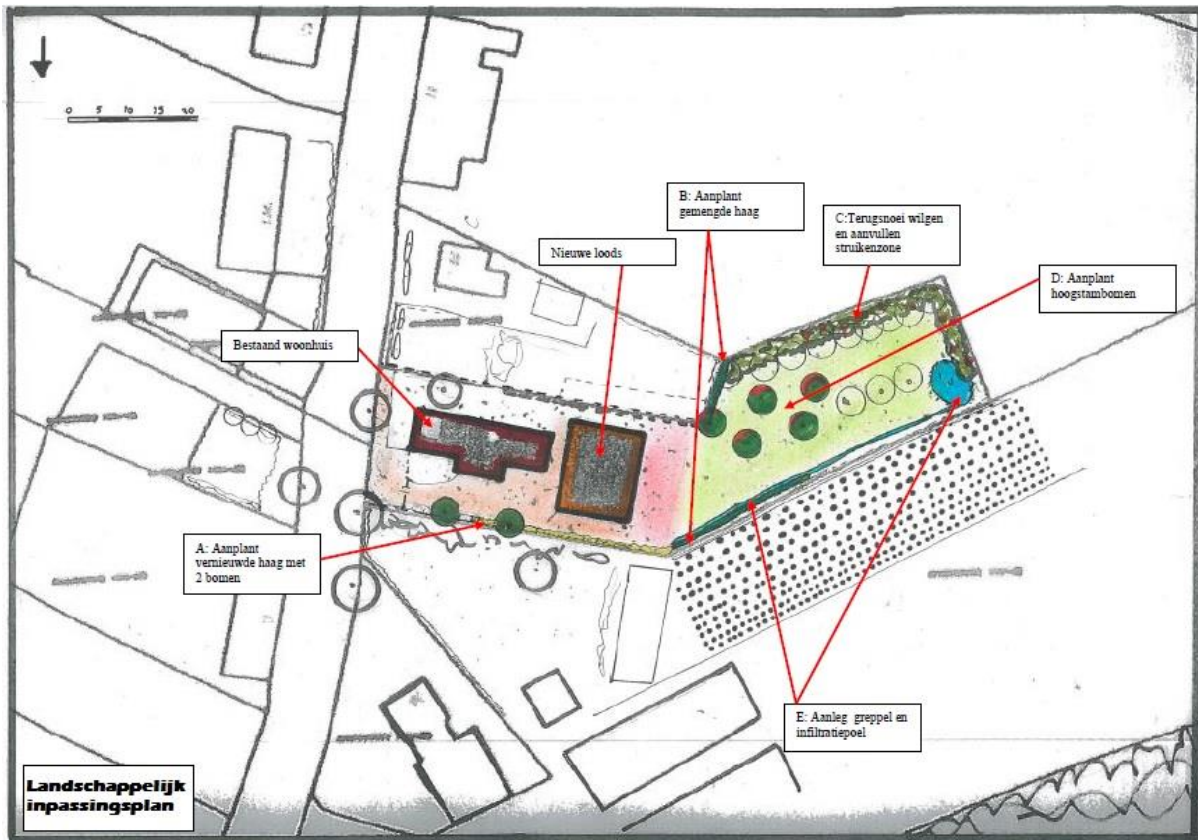 0 5 10 15 20
B: Aanplant
gemengde haag
C:Terugsnoei wilgen
en aanvullen
struikenzone
Nieuwe loods
D: Aanplant
hoogstambomen
Bestaand woonhuis
A: Aanplant
vernieuwde haag met
2 bomen
E: Aanleg greppel en
infiltratiepoel
Landschappelijk
inpassingsplan